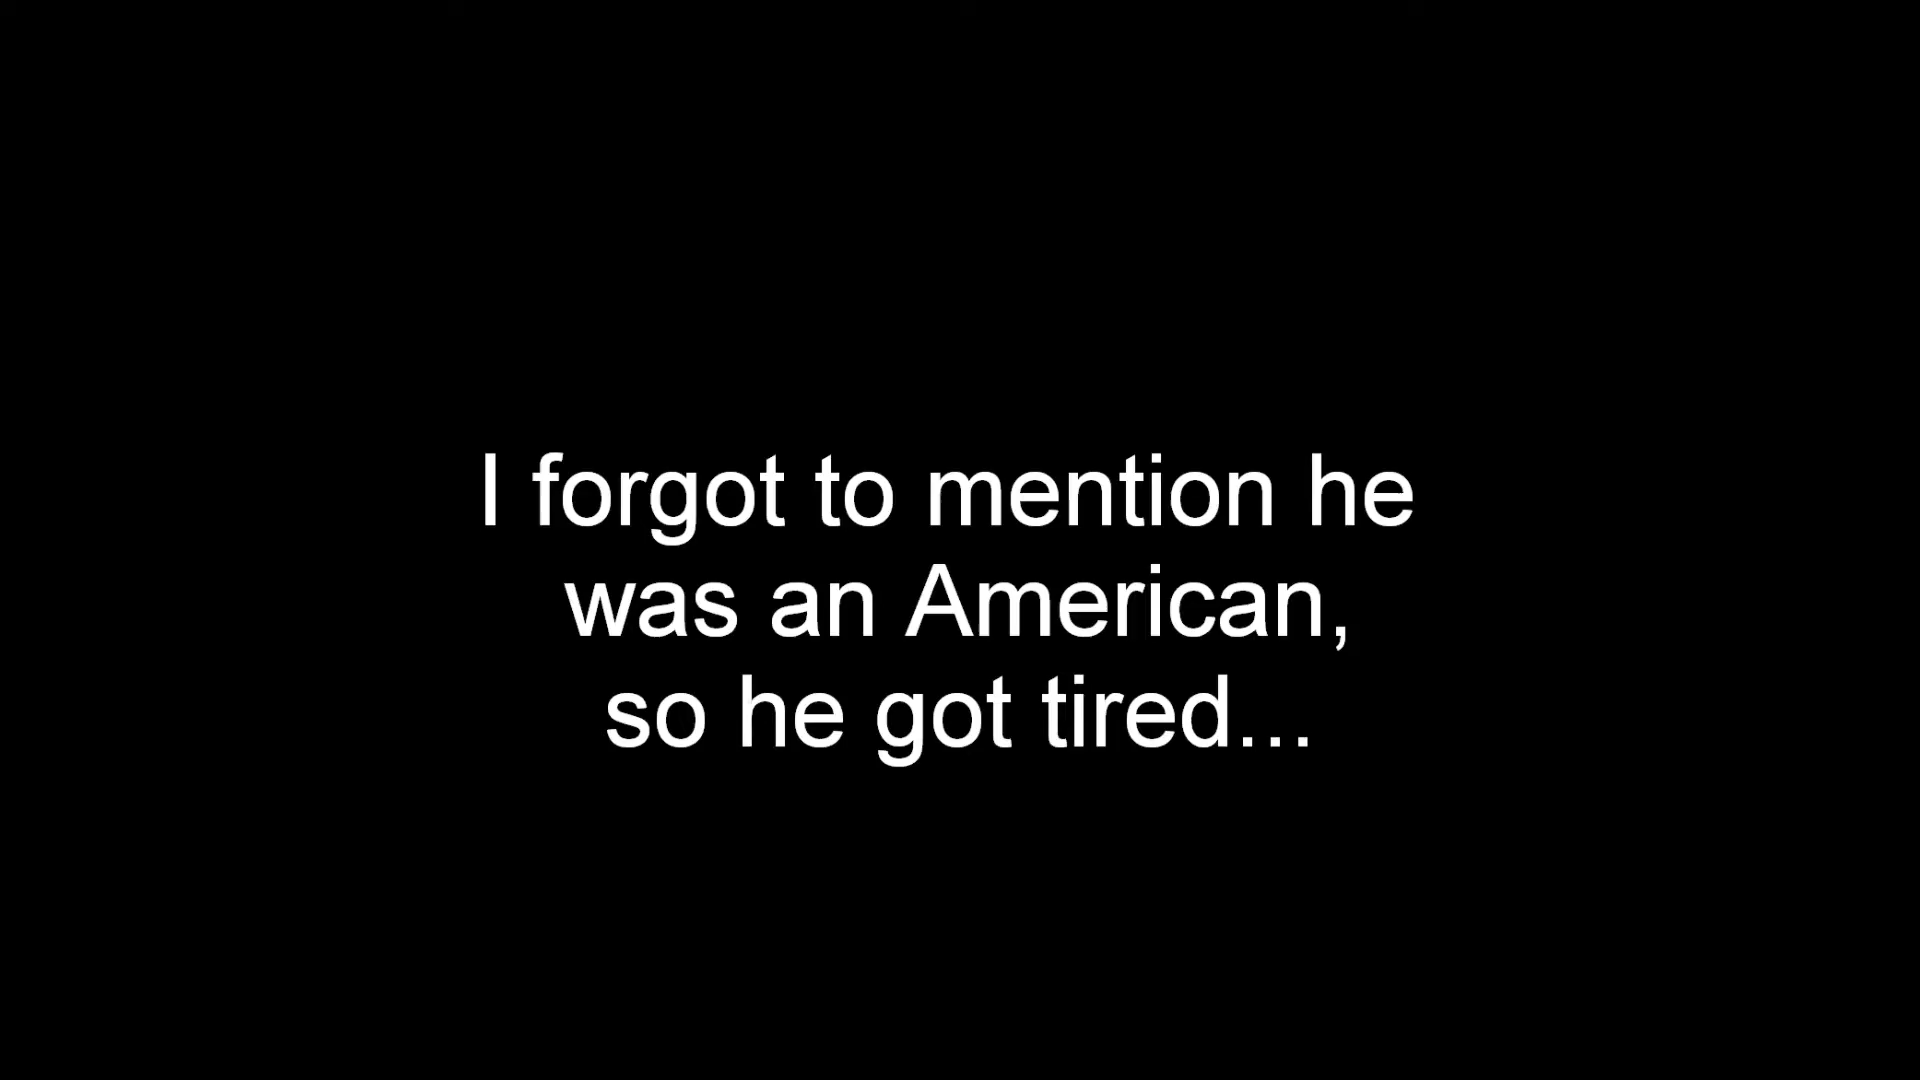 I forgot to mention he
was an American,
so he got tired...